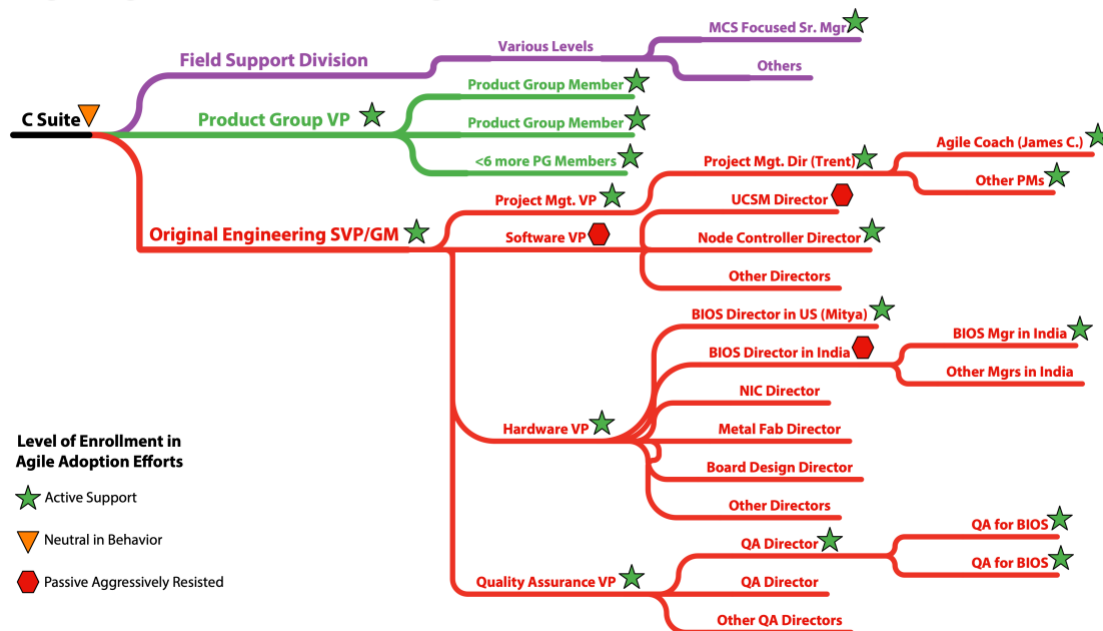 MCS Focused Sr. Mgr
Various Levels
Field Support Division
Others
Product Group Member
C Suite
Product Group VP
Product Group Member
Agile Coach (James C.)
<6 more PG Members
Project Mgt. Dir (Trent)
Other PMs
Project Mgt. VP
UCSM Director
Original Engineering SVP/GM
Software VP
Node Controller Director
Other Directors
BIOS Director in US (Mitya)
BIOS Mgr in India
BIOS Director in India
Other Mgrs in India
NIC Director
Hardware VP
Metal Fab Director
Board Design Director
Other Directors
QA for BIOS
QA Director
QA for BIOS
Quality Assurance VP
QA Director
Other QA Directors
Level of Enrollment in
Agile Adoption Efforts
Active Support
Neutral in Behavior
Passive Aggressively Resisted